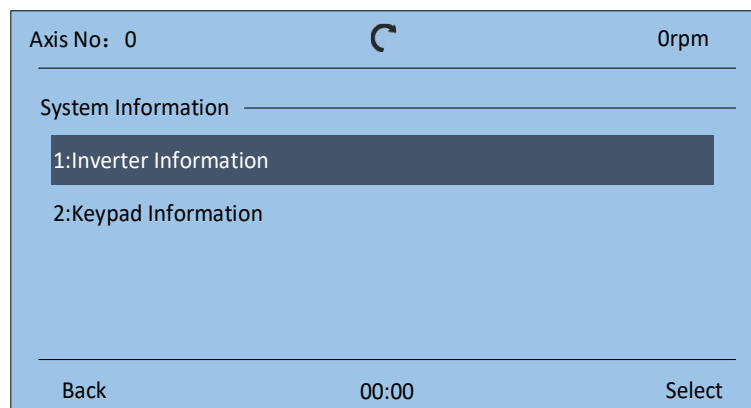 Axis No：0 0rpm
System Information
1:Inverter Information
2:Keypad Information
Back 00:00 Select